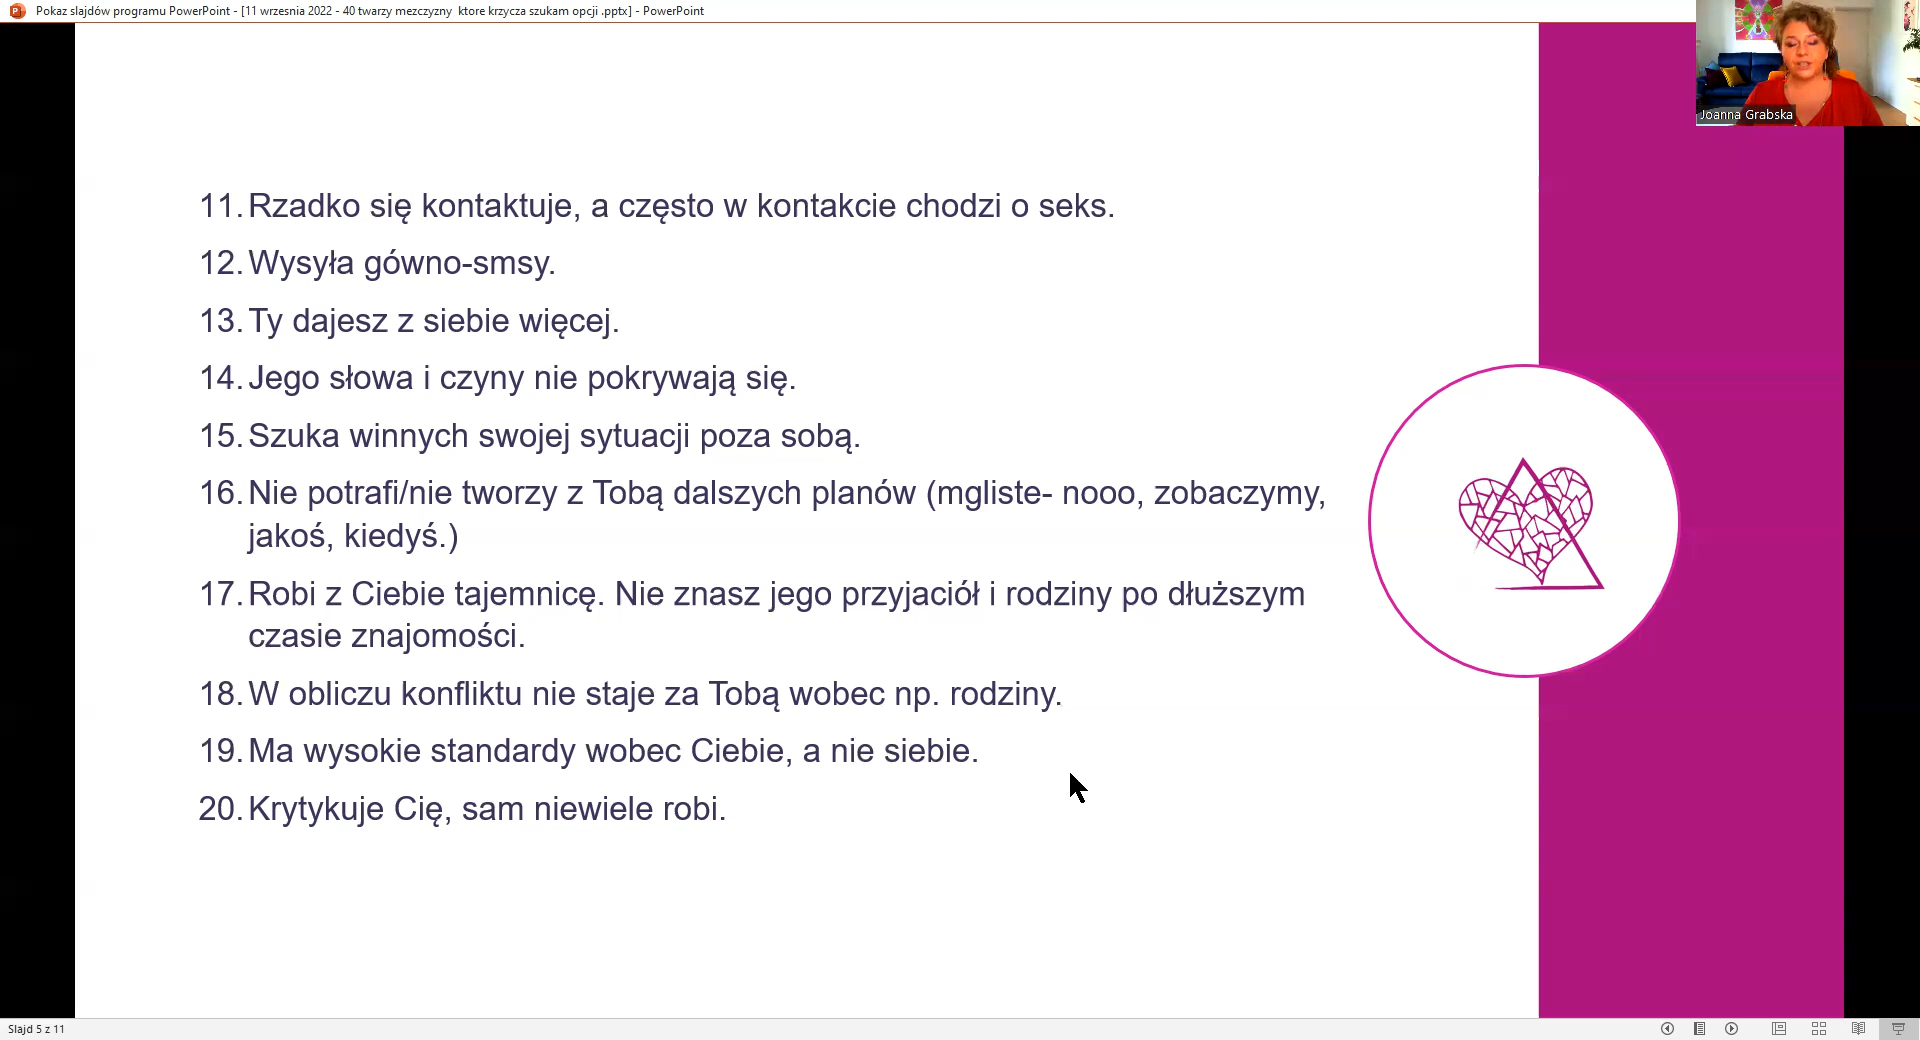 Pokaz slajdów programu PowerPoint - [11 wrzesnia 2022 - 40 twarzy mezczyzny  ktore krzycza szukam opcji .pptx] - PowerPoint
Joanna Grabska
11. Rzadko się kontaktuje, a często w kontakcie chodzi o seks.
12. Wysyła gówno-smsy.
13. Ty dajesz z siebie więcej.
14. Jego słowa i czyny nie pokrywają się.
15. Szuka winnych swojej sytuacji poza sobą.
16. Nie potrafi/nie tworzy z Tobą dalszych planów (mgliste- nooo, zobaczymy,
jakoś, kiedyś.)
17. Robi z Ciebie tajemnicę. Nie znasz jego przyjaciół i rodziny po dłuższym
czasie znajomości.
18. W obliczu konfliktu nie staje za Tobą wobec np. rodziny.
19. Ma wysokie standardy wobec Ciebie, a nie siebie.
20. Krytykuje Cię, sam niewiele robi.
Slajd 5 z 11